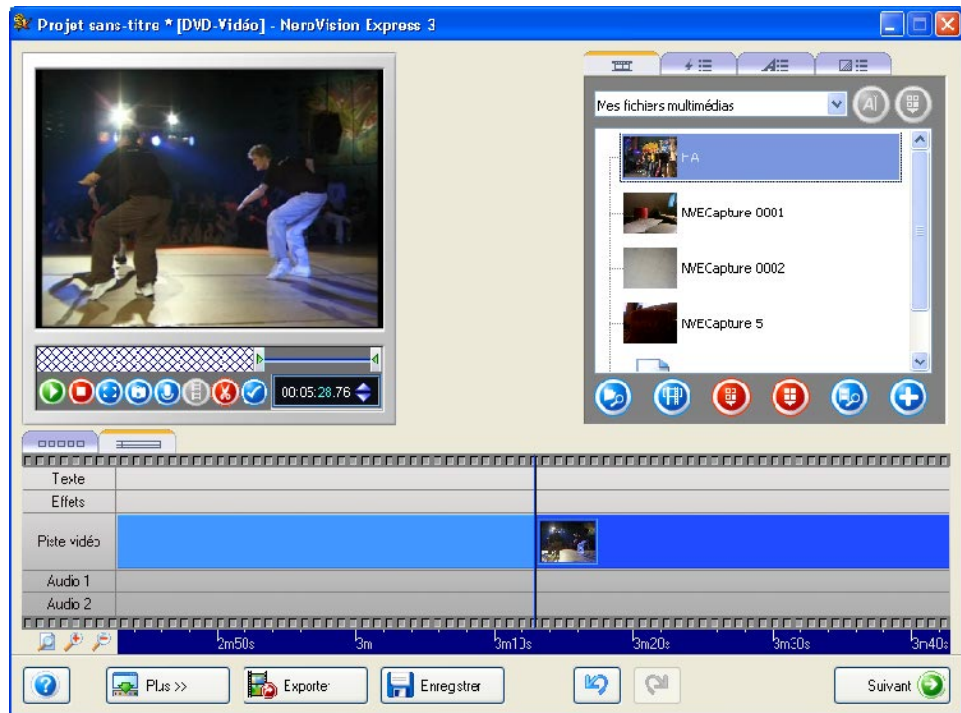 Projet sans-titre * [DVD-Vidéo] - NeroVision Express 3
Mes fichiers multimédias
NVECapture 0001
NVECapture 0002
NVECapture 5
00:05:28.76
Texte
Effets
Piste vidéo
Audio 1
Audio 2
2m50s 3m 3m10s 3m20s 3m30s 3m40s
Plus >> Exporter Enregistrer Suivant